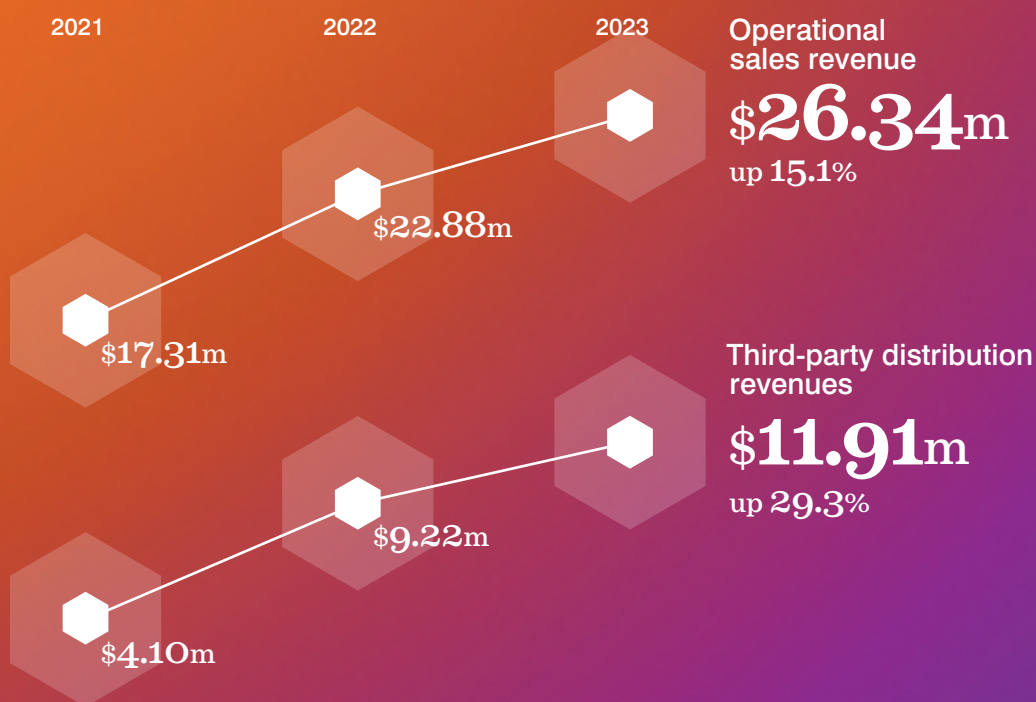 2021 2022 2023
Operational
sales revenue
$26.34m
up 15.1%
$22.88m
$17.31m
Third-party distribution
revenues
$11.91m
up 29.3%
$9.22m
$4.10m